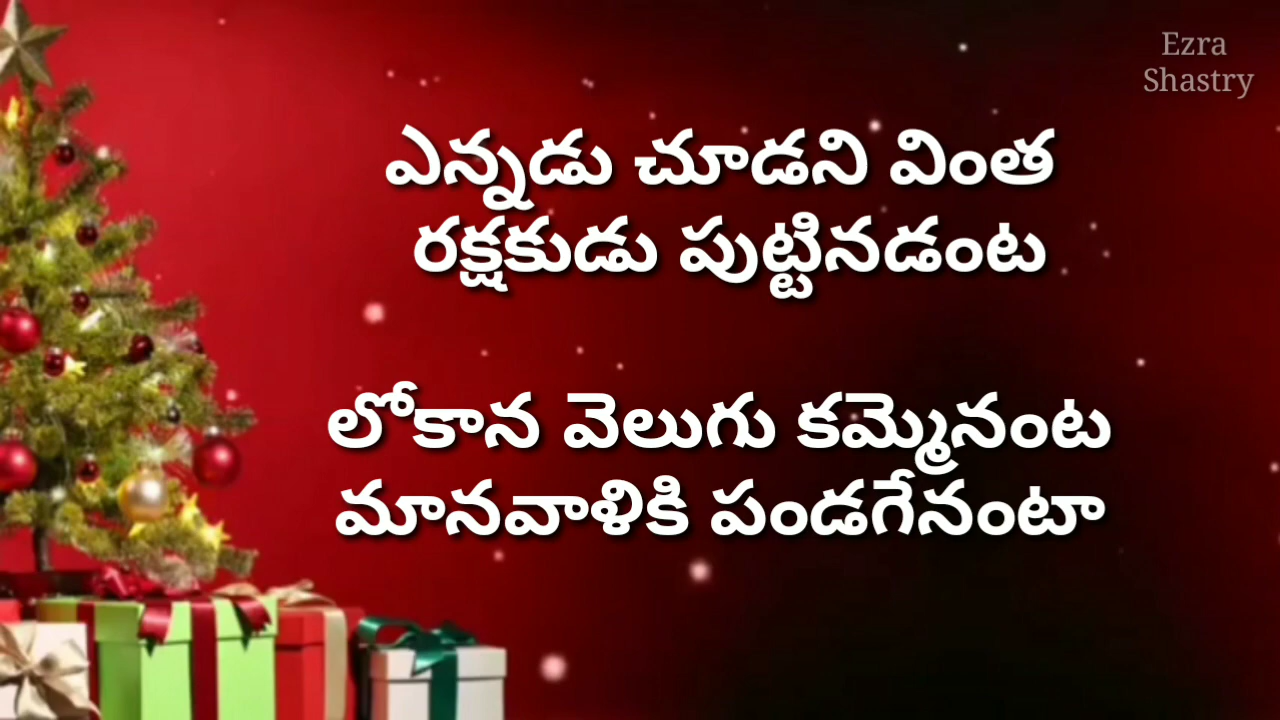 Ezra
Shastry
ఎన్నడు చూడని వింత
రక్షకుడు పుట్టినడంట
లోకాన వెలుగు కమ్మెనంట
మానవాళికి పండగేనంటా